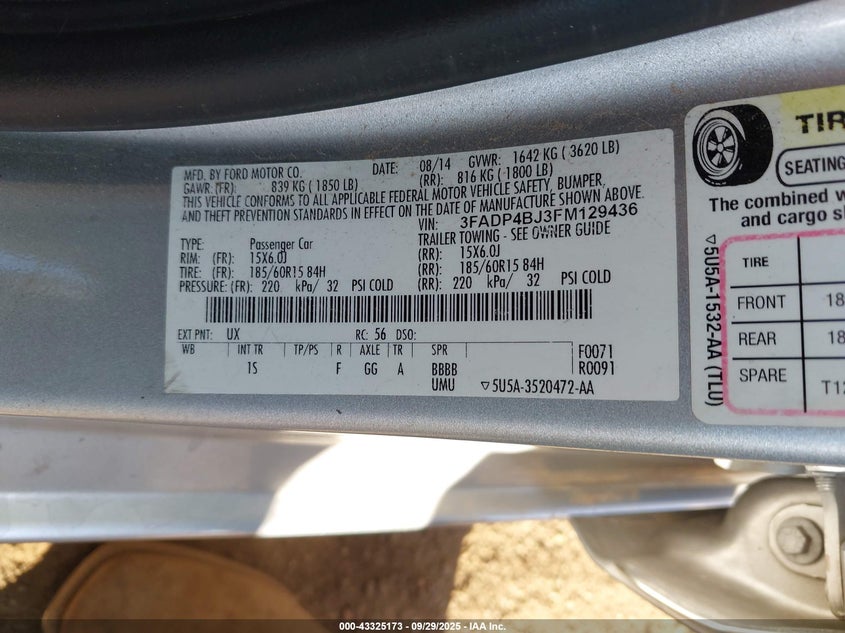 MFD. BY FORD MOTOR CO. DATE: 08/14 GVWR: 1642 KG ( 3620 LB)
GAWR: (FR): 839 KG ( 1850 LB) (RR): 816 KG ( 1800 LB)
THIS VEHICLE CONFORMS TO ALL APPLICABLE FEDERAL MOTOR VEHICLE SAFETY, BUMPER,
AND THEFT PREVENTION STANDARDS IN EFFECT ON THE DATE OF MANUFACTURE SHOWN ABOVE.
VIN: 3FADP4BJ3FM129436
TYPE: Passenger Car TRAILER TOWING - SEE OWNER GUIDE
RIM: (FR): 15X6.0J (RR): 15X6.0J
TIRE: (FR): 185/60R15 84H (RR): 185/60R15 84H
PRESSURE: (FR): 220 kPa/ 32 PSI COLD (RR): 220 kPa/ 32 PSI COLD
EXT PNT: UX RC: 56 DSO:
WB INT TR TP/PS R AXLE TR SPR F0071
1S F GG A BBBB R0091
UMU ▽5U5A-3520472-AA
TIR
SEATING
The combined w
and cargo sh
▽5U5A-1532-AA (TLU)
TIRE
FRONT 18
REAR 18
SPARE T12
000-43325173 - 09/29/2025 - IAA Inc.